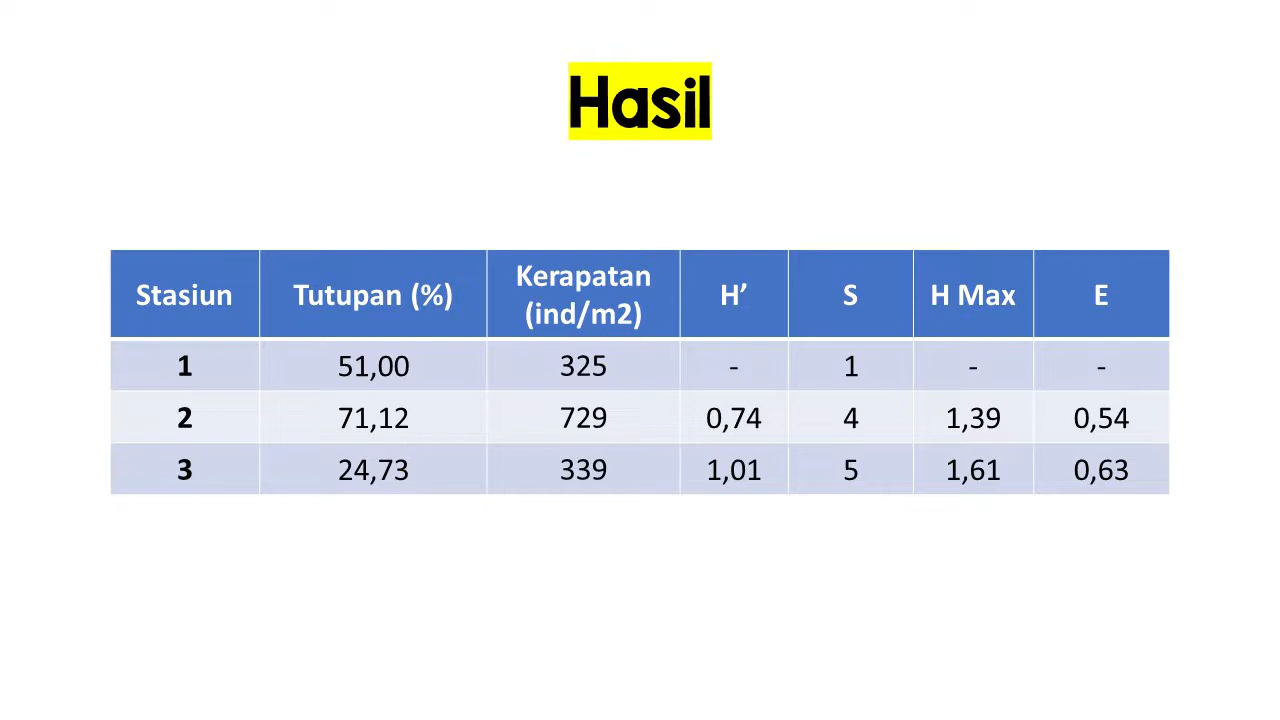 Hasil
Stasiun Tutupan (%) Kerapatan (ind/m2) H’ S H Max E
1 51,00 325 - 1 - -
2 71,12 729 0,74 4 1,39 0,54
3 24,73 339 1,01 5 1,61 0,63